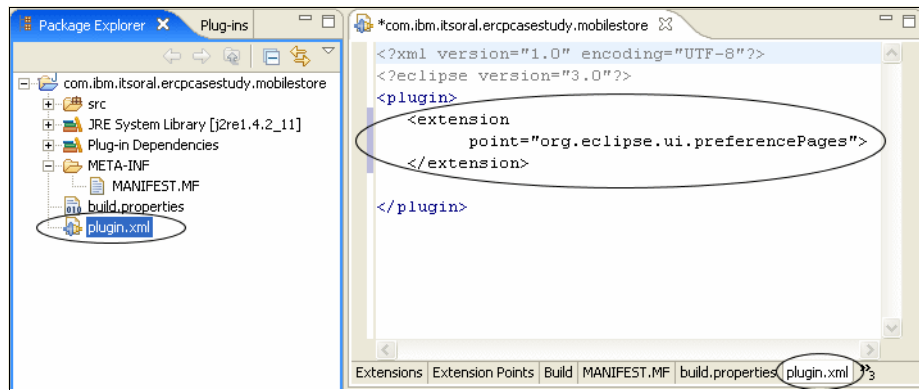 Package Explorer
Plug-ins
com.ibm.itsoral.ercpcasestudy.mobilestore
src
JRE System Library [j2re1.4.2_11]
Plug-in Dependencies
META-INF
MANIFEST.MF
build.properties
plugin.xml
*com.ibm.itsoral.ercpcasestudy.mobilestore
<?xml version="1.0" encoding="UTF-8"?>
<?eclipse version="3.0"?>
<plugin>
<extension
point="org.eclipse.ui.preferencePages">
</extension>
</plugin>
Extensions Extension Points Build MANIFEST.MF build.properties plugin.xml »3